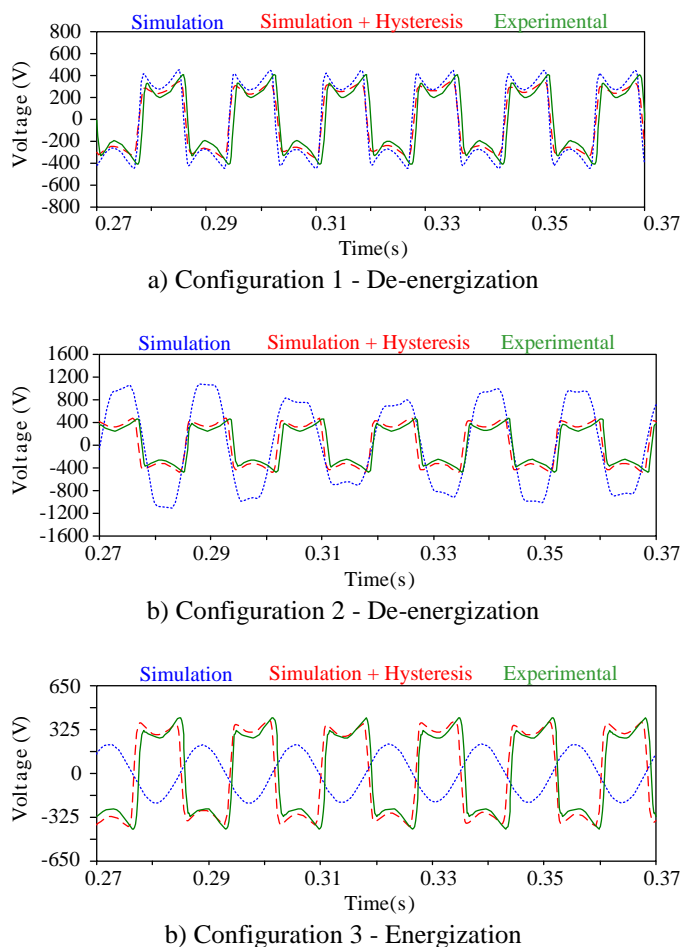 Simulation Simulation + Hysteresis Experimental
800
600
400
200
0
-200
-400
-600
-800
Voltage (V)
0.27 0.29 0.31 0.33 0.35 0.37
Time(s)
a) Configuration 1 - De-energization
Simulation Simulation + Hysteresis Experimental
1600
1200
800
400
0
-400
-800
-1200
-1600
Voltage (V)
0.27 0.29 0.31 0.33 0.35 0.37
Time(s)
b) Configuration 2 - De-energization
Simulation Simulation + Hysteresis Experimental
650
325
0
-325
-650
Voltage (V)
0.27 0.29 0.31 0.33 0.35 0.37
Time(s)
b) Configuration 3 - Energization